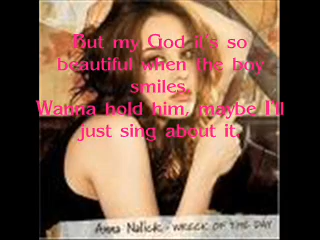 But my God it's so
beautiful when the boy
smiles,
Wanna hold him, maybe I'll
just sing about it.
Anna Nalick - WRECK OF THE DAY